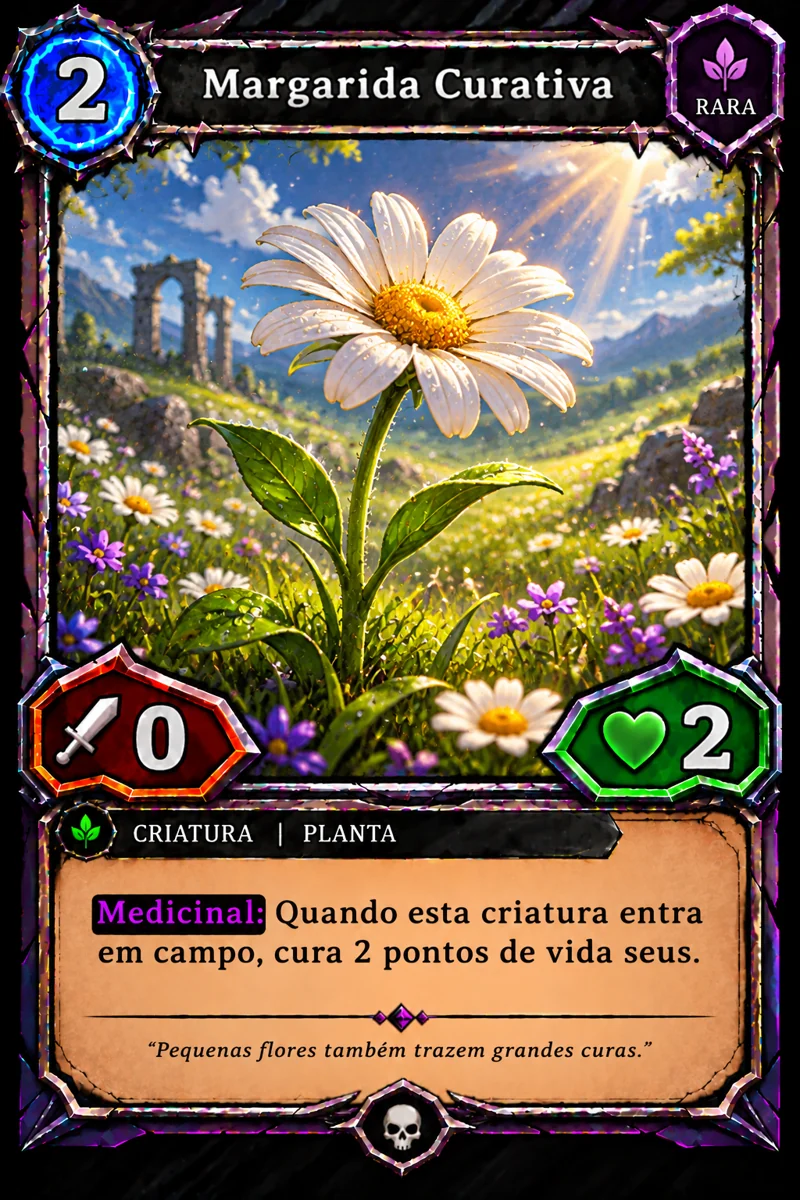 2
Margarida Curativa
RARA
0
2
CRIATURA | PLANTA
Medicinal: Quando esta criatura entra
em campo, cura 2 pontos de vida seus.
“Pequenas flores também trazem grandes curas.”